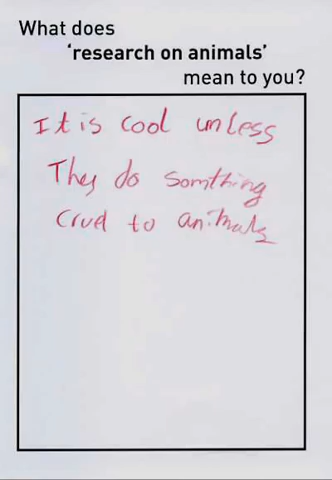 What does
‘research on animals’
mean to you?
It is cool unless
They do somthing
cruel to animals